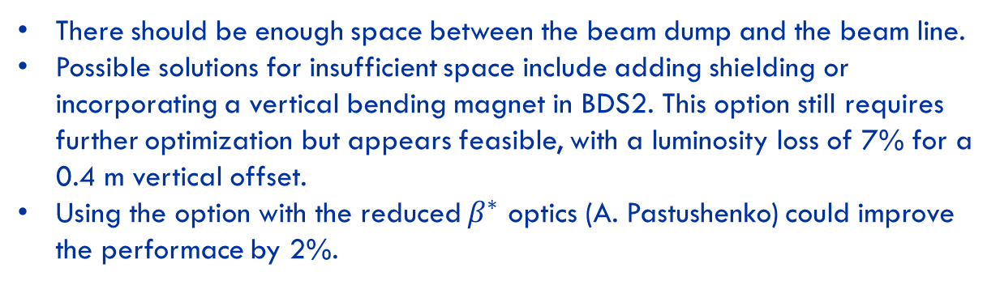 • There should be enough space between the beam dump and the beam line.
• Possible solutions for insufficient space include adding shielding or
incorporating a vertical bending magnet in BDS2. This option still requires
further optimization but appears feasible, with a luminosity loss of 7% for a
0.4 m vertical offset.
• Using the option with the reduced β* optics (A. Pastushenko) could improve
the performace by 2%.